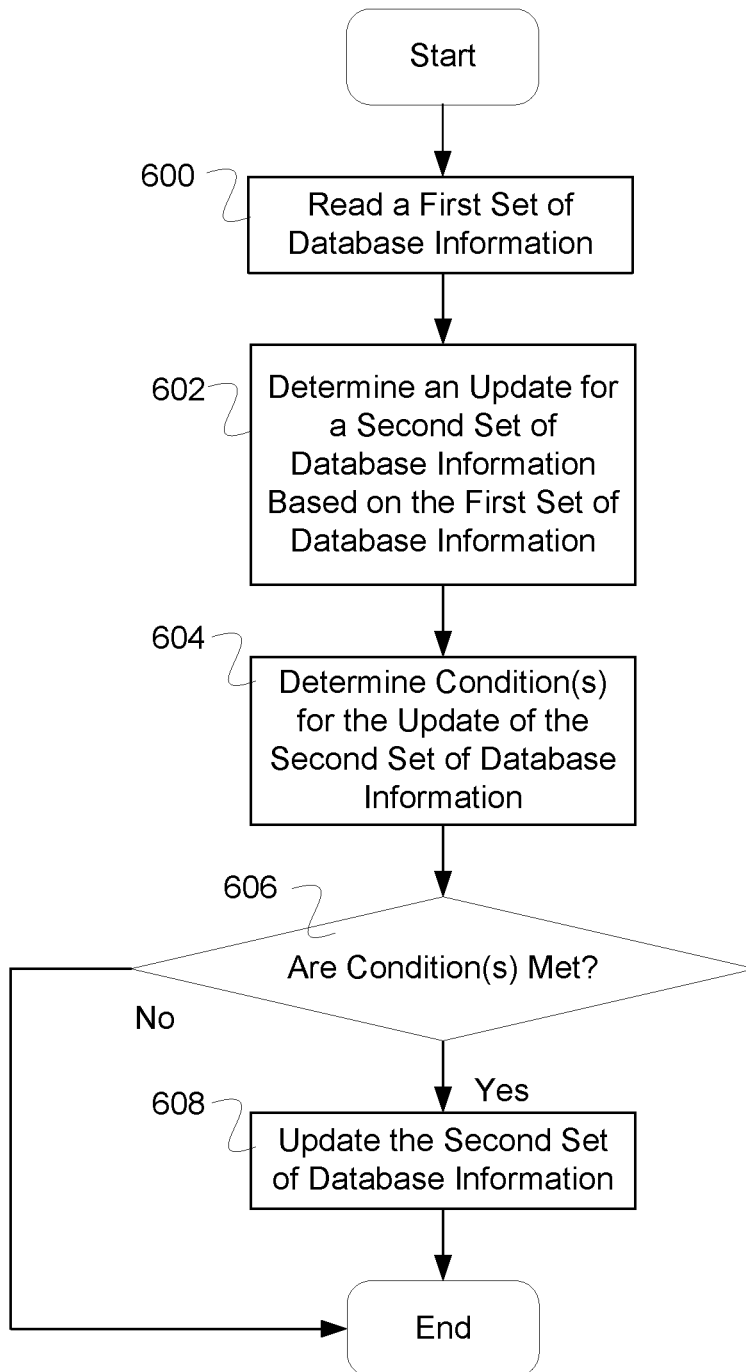 Start
600
Read a First Set of
Database Information
602
Determine an Update for
a Second Set of
Database Information
Based on the First Set of
Database Information
604
Determine Condition(s)
for the Update of the
Second Set of Database
Information
606
Are Condition(s) Met?
No
Yes
608
Update the Second Set
of Database Information
End